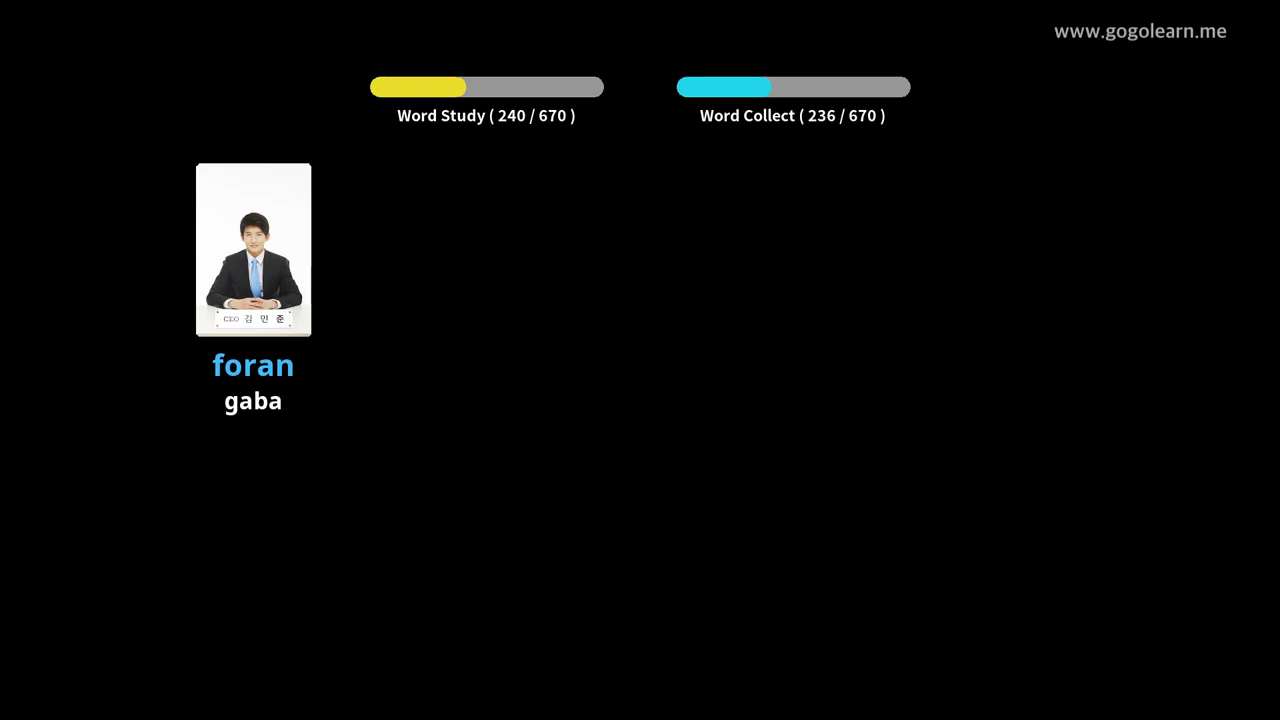 www.gogolearn.me
Word Study ( 240 / 670 )
Word Collect ( 236 / 670 )
CEO 김 민 준
foran
gaba